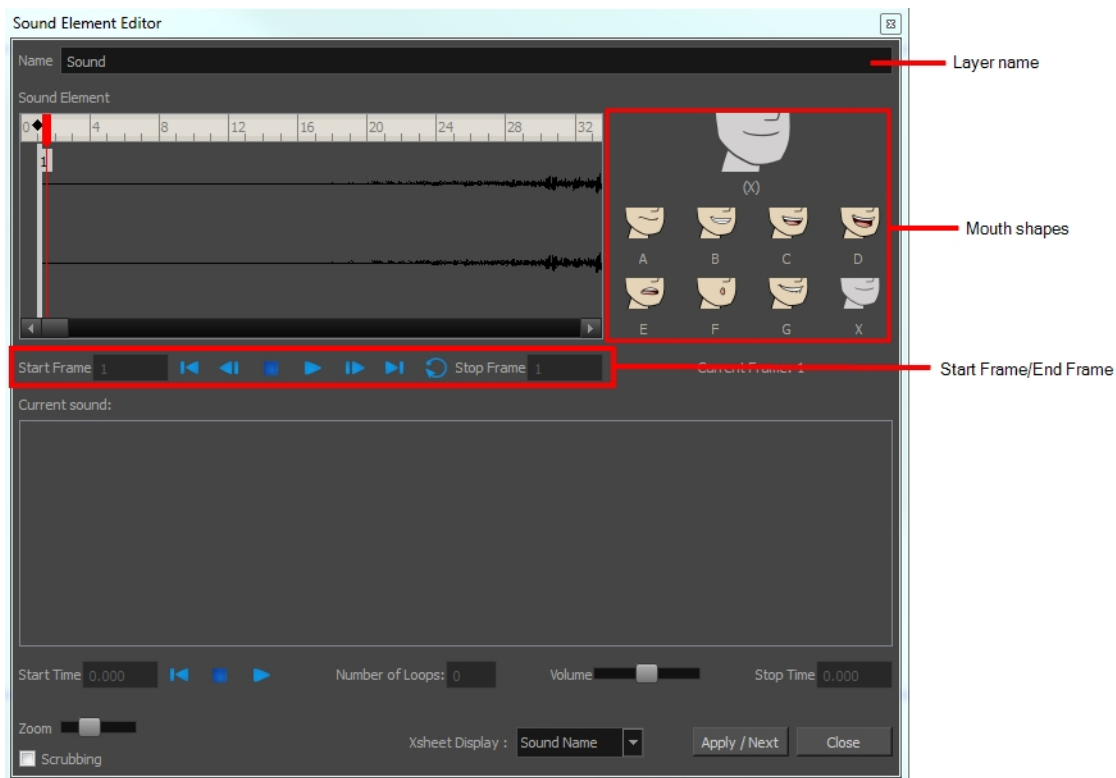 Sound Element Editor
Name Sound
Layer name
Sound Element
0 4 8 12 16 20 24 28 32
1
(X)
A B C D
Mouth shapes
E F G X
Start Frame 1 Stop Frame 1 Current Frame: 1
Start Frame/End Frame
Current sound:
Start Time 0.000 Number of Loops: 0 Volume Stop Time 0.000
Zoom
Xsheet Display : Sound Name Apply / Next Close
Scrubbing